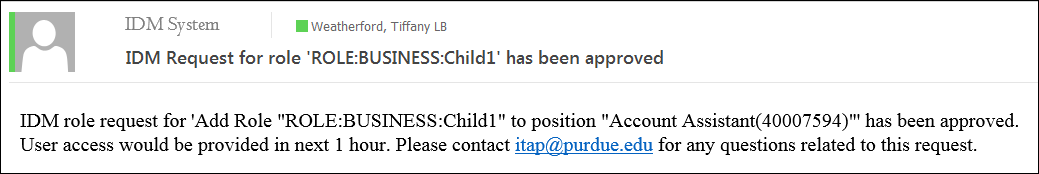 IDM System
Weatherford, Tiffany LB
IDM Request for role 'ROLE:BUSINESS:Child1' has been approved
IDM role request for 'Add Role "ROLE:BUSINESS:Child1" to position "Account Assistant(40007594)"' has been approved.
User access would be provided in next 1 hour. Please contact itap@purdue.edu for any questions related to this request.